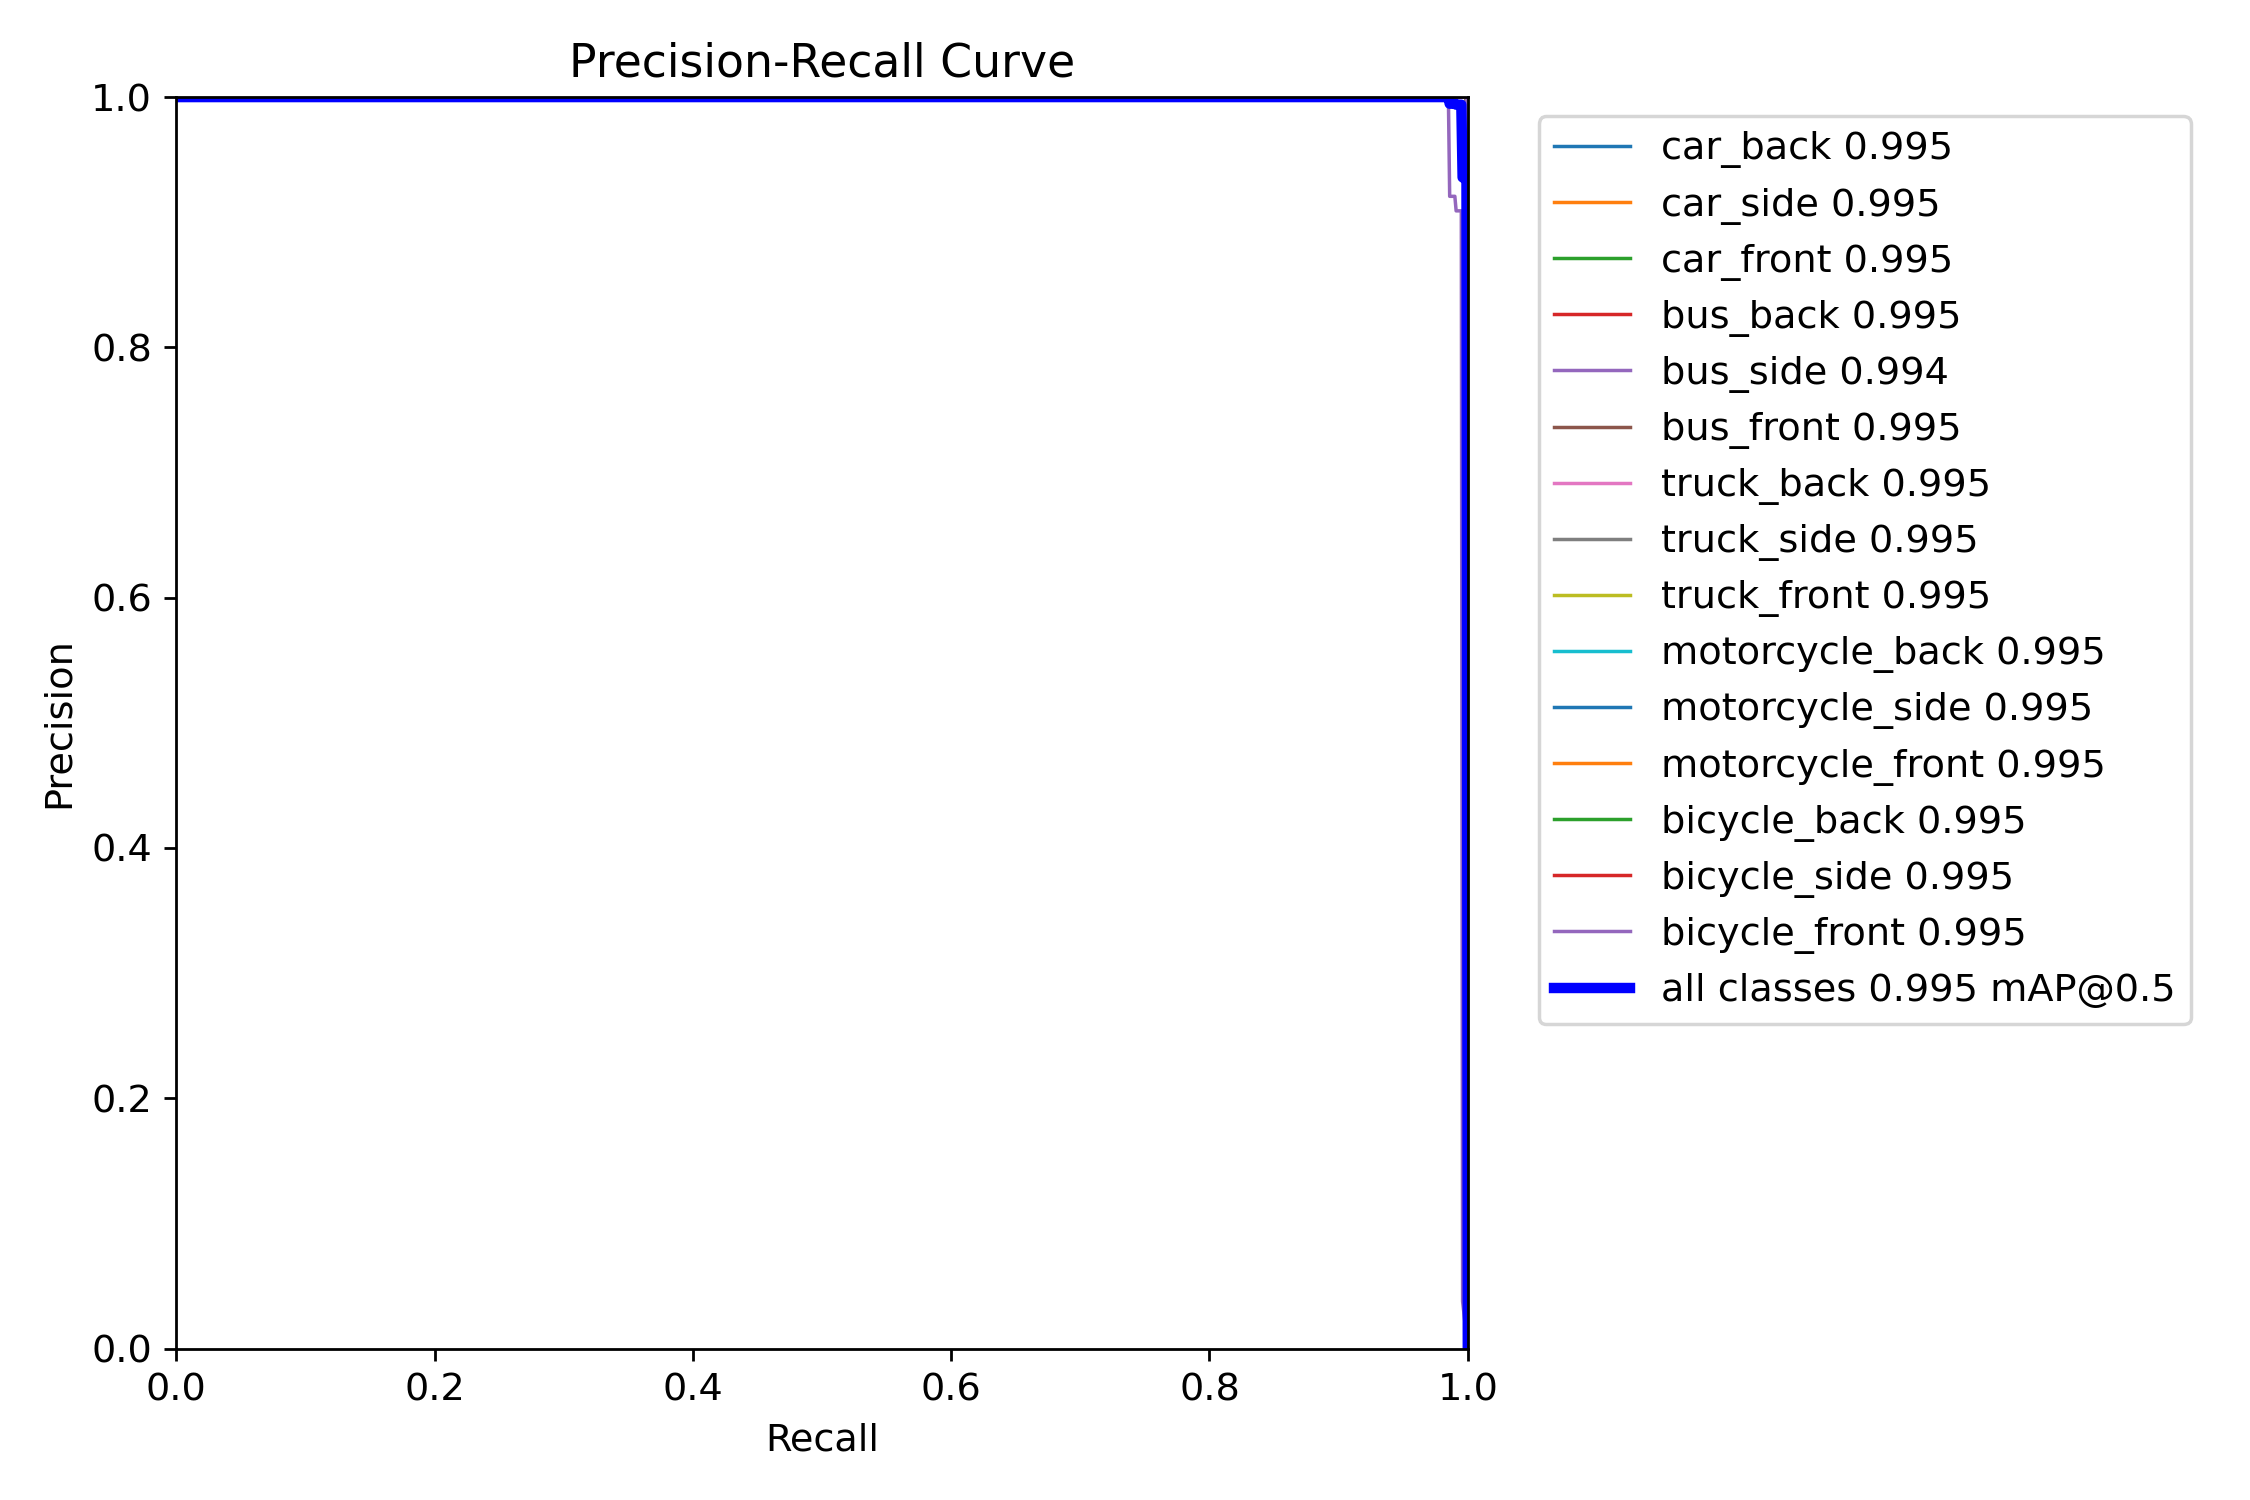 Precision-Recall Curve
1.0
0.8
0.6
0.4
0.2
0.0
Precision
0.0 0.2 0.4 0.6 0.8 1.0
Recall
car_back 0.995
car_side 0.995
car_front 0.995
bus_back 0.995
bus_side 0.994
bus_front 0.995
truck_back 0.995
truck_side 0.995
truck_front 0.995
motorcycle_back 0.995
motorcycle_side 0.995
motorcycle_front 0.995
bicycle_back 0.995
bicycle_side 0.995
bicycle_front 0.995
all classes 0.995 mAP@0.5